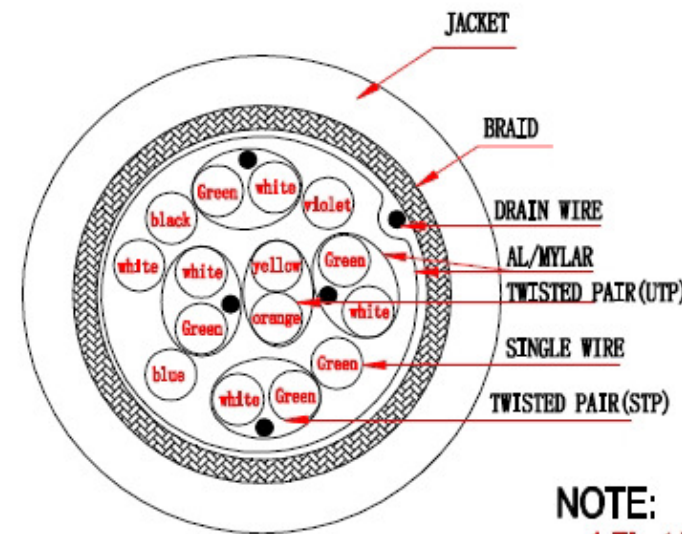 JACKET
BRAID
Green white
violet
black
DRAIN WIRE
white
white
yellow
Green
AL/MYLAR
TWISTED PAIR(UTP)
Green
orange
white
SINGLE WIRE
blue
Green
white Green
TWISTED PAIR(STP)
NOTE: